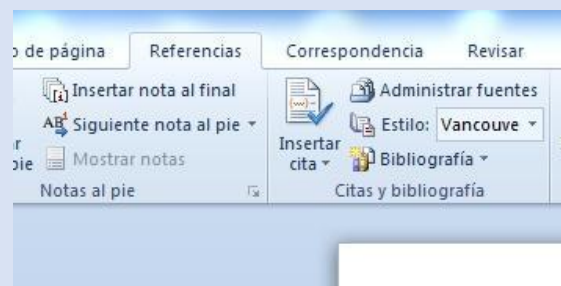 de página Referencias Correspondencia Revisar
Insertar nota al final
Siguiente nota al pie
Mostrar notas
Notas al pie
Insertar cita
Administrar fuentes
Estilo: Vancouve
Bibliografía
Citas y bibliografía